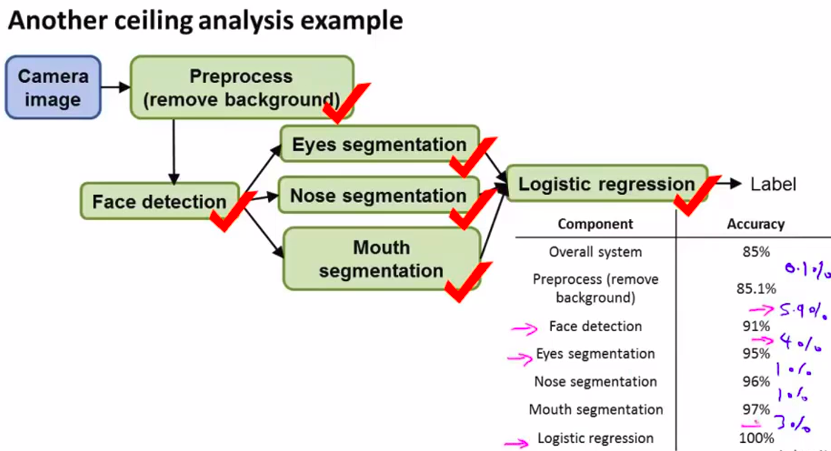 Another ceiling analysis example
Camera
image
Preprocess
(remove background)
Eyes segmentation
Face detection
Nose segmentation
Mouth
segmentation
Logistic regression
Label
Component Accuracy
Overall system 85%
0.1%
Preprocess (remove
background) 85.1%
5.9%
Face detection 91%
4%
Eyes segmentation 95%
1%
Nose segmentation 96%
1%
Mouth segmentation 97%
3%
Logistic regression 100%